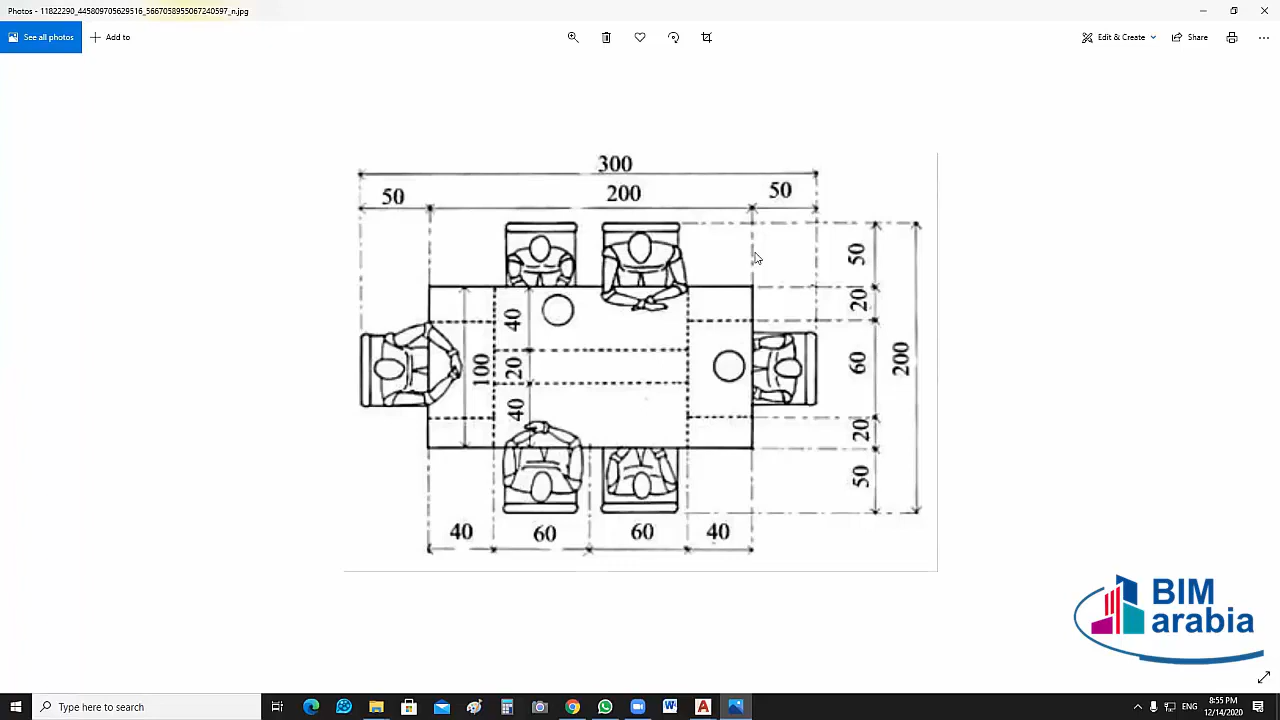 Photos - 11822290_445809705629516_5667058955067240597_n.jpg
See all photos
Add to
Edit & Create
Share
300
50
200
50
50
20
60
20
50
200
40
20
40
100
40
60
60
40
BIM
arabia
Type here to search
ENG
8:55 PM
12/14/2020